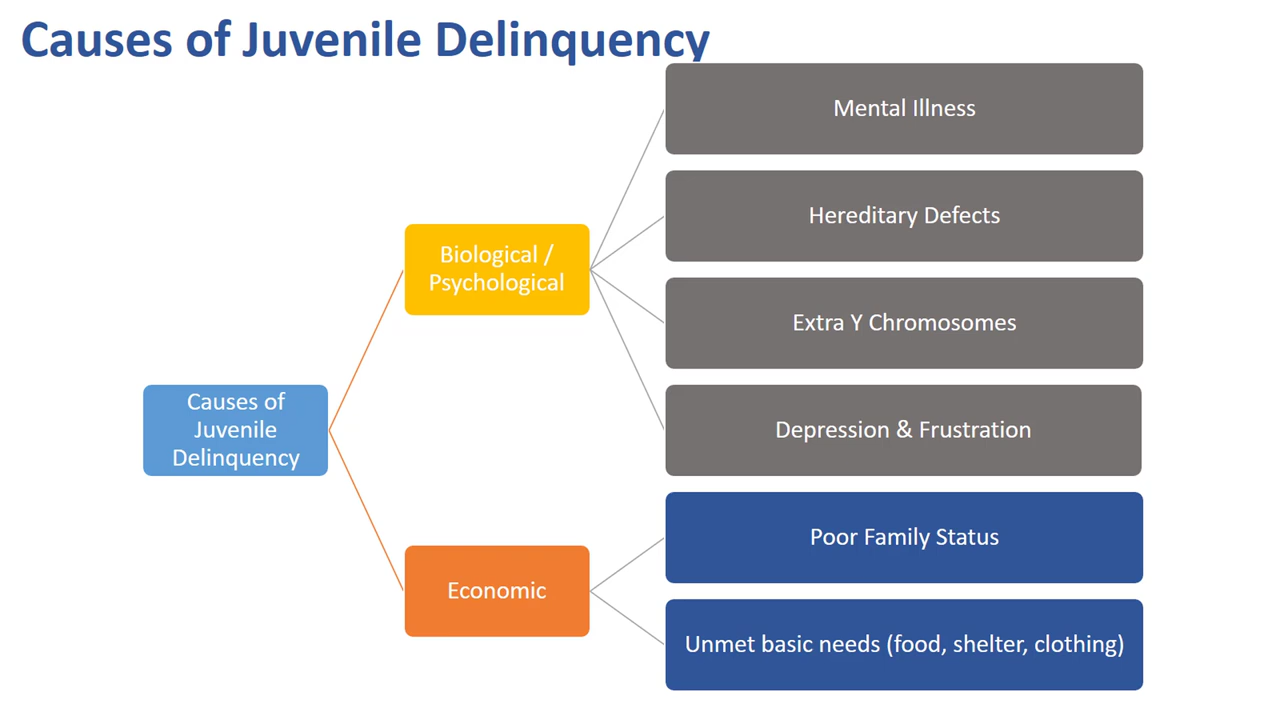 Causes of Juvenile Delinquency
Causes of
Juvenile
Delinquency
Biological /
Psychological
Mental Illness
Hereditary Defects
Extra Y Chromosomes
Depression & Frustration
Economic
Poor Family Status
Unmet basic needs (food, shelter, clothing)